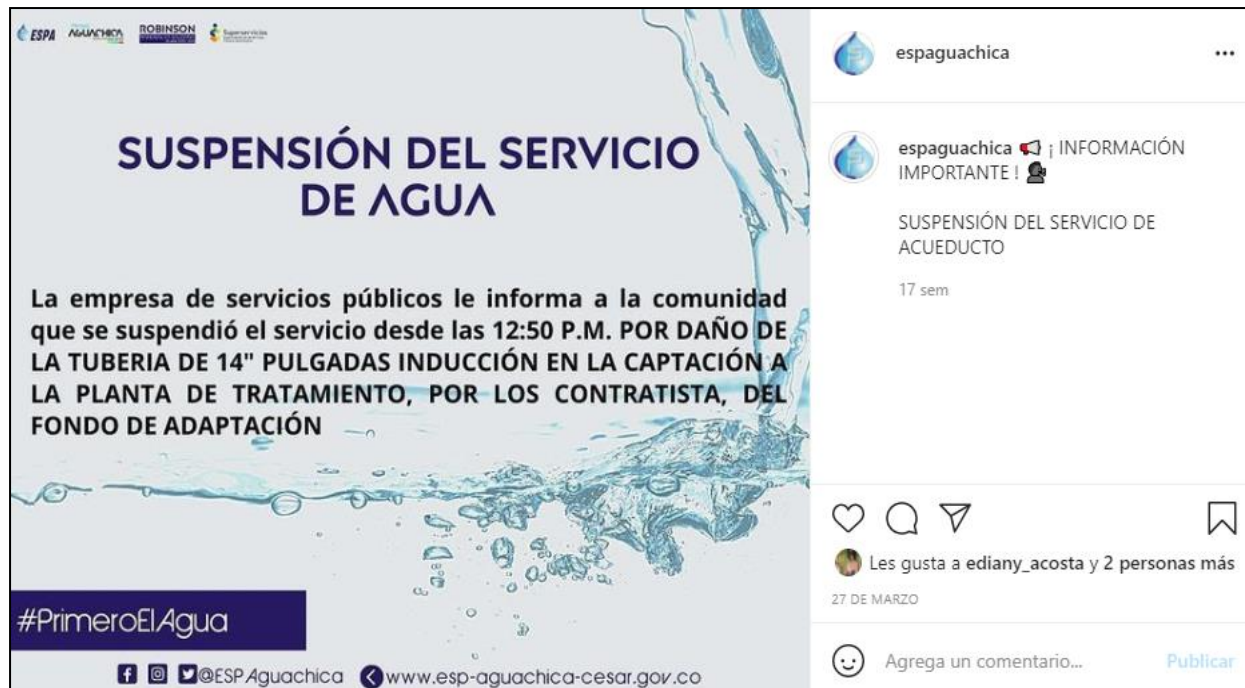 ESPA
AGUACHICA
ROBINSON
Superservicios
SUSPENSIÓN DEL SERVICIO
DE AGUA
La empresa de servicios públicos le informa a la comunidad
que se suspendió el servicio desde las 12:50 P.M. POR DAÑO DE
LA TUBERIA DE 14" PULGADAS INDUCCIÓN EN LA CAPTACIÓN A
LA PLANTA DE TRATAMIENTO, POR LOS CONTRATISTA, DEL
FONDO DE ADAPTACIÓN
#PrimeroElAgua
@ESPAguachica
www.esp-aguachica-cesar.gov.co
espaguachica
espaguachica 📢 ¡ INFORMACIÓN
IMPORTANTE ! 🗣
SUSPENSIÓN DEL SERVICIO DE
ACUEDUCTO
17 sem
Les gusta a ediany_acosta y 2 personas más
27 DE MARZO
Agrega un comentario...
Publicar